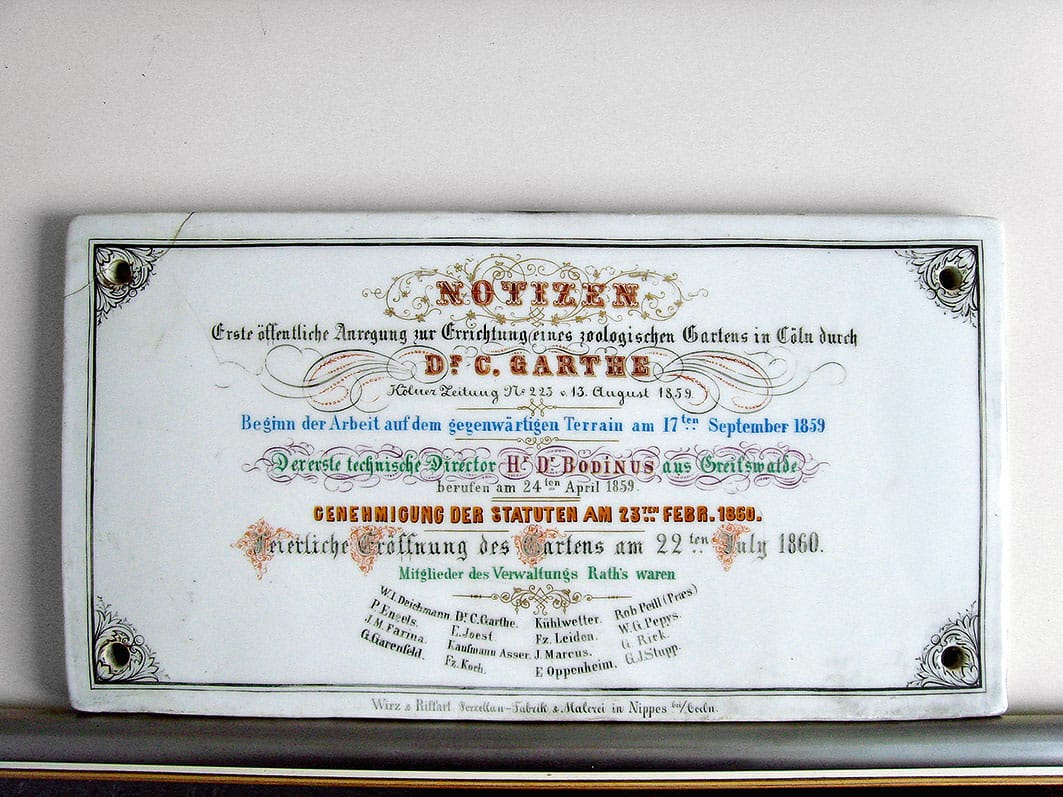 NOTIZEN
Erste öffentliche Anregung zur Errichtung eines zoologischen Gartens in Cöln durch
Dr. C. GARTHE
Kölner Zeitung No 223 v. 13. August 1859
Beginn der Arbeit auf dem gegenwärtigen Terrain am 17ten September 1859
Der erste technische Director Hr. Dr. BODINUS aus Greifswalde
berufen am 24ten April 1859.
GENEHMIGUNG DER STATUTEN AM 23TEN FEBR. 1860.
Feierliche Eröffnung des Gartens am 22ten July 1860.
Mitglieder des Verwaltungs Rath's waren
W.I. Deichmann Dr. C. Garthe. Kühlwetter. Rob Peill (Praes)
P. Engels. E. Joest. Fz. Leiden. W.G. Pepys.
J.M. Farina. Kaufmann Asser. J. Marcus. G. Rick.
G. Garenfeld. Fz. Koch. E Oppenheim. G.J. Stupp.
Wirz & Riffart. Porzellan-Fabrik & Malerei in Nippes bei/Coeln.